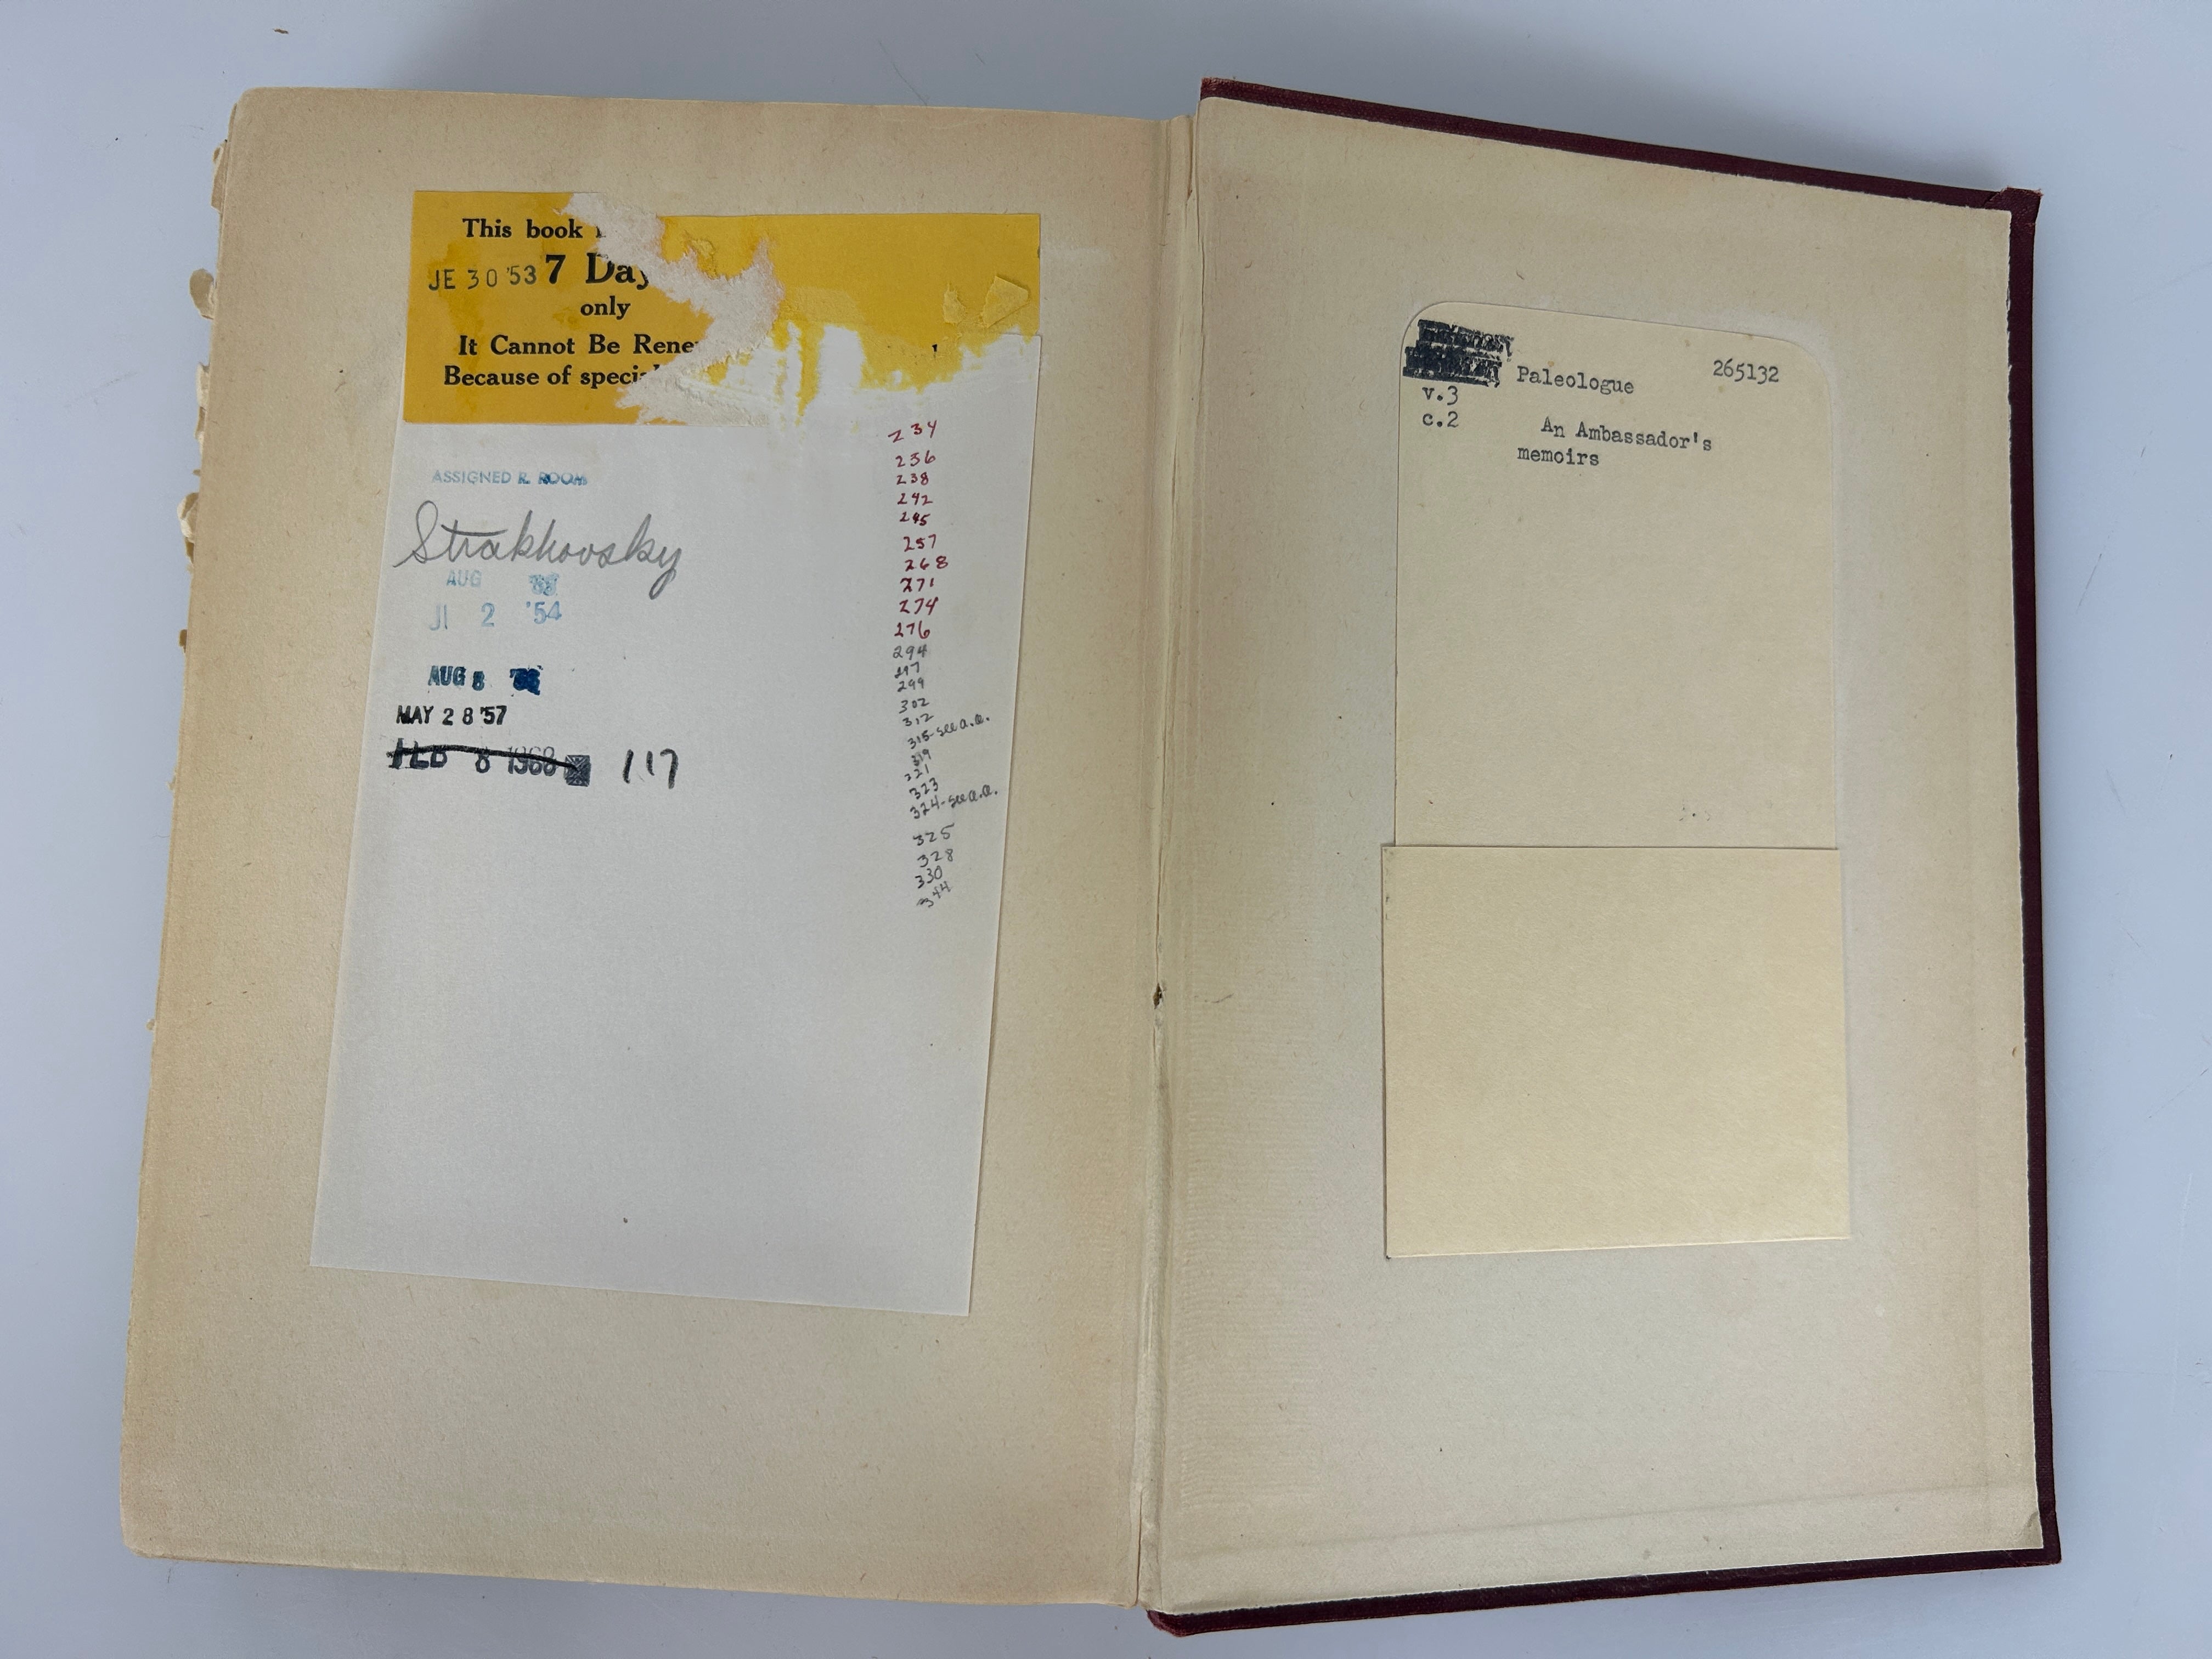 This book
JE 30 '53 7 Day
only
It Cannot Be Rene
Because of speci
ASSIGNED R. ROOM
Strakhovsky
AUG
JL 2 '54
AUG 8
MAY 28 '57
FEB 8 1968 117
234
236
238
242
245
257
268
271
274
276
294
297
299
302
312
315-see a.a.
319
321
323
324-see a.a.
325
328
330
344
Paleologue 265132
v.3
c.2
An Ambassador's
memoirs